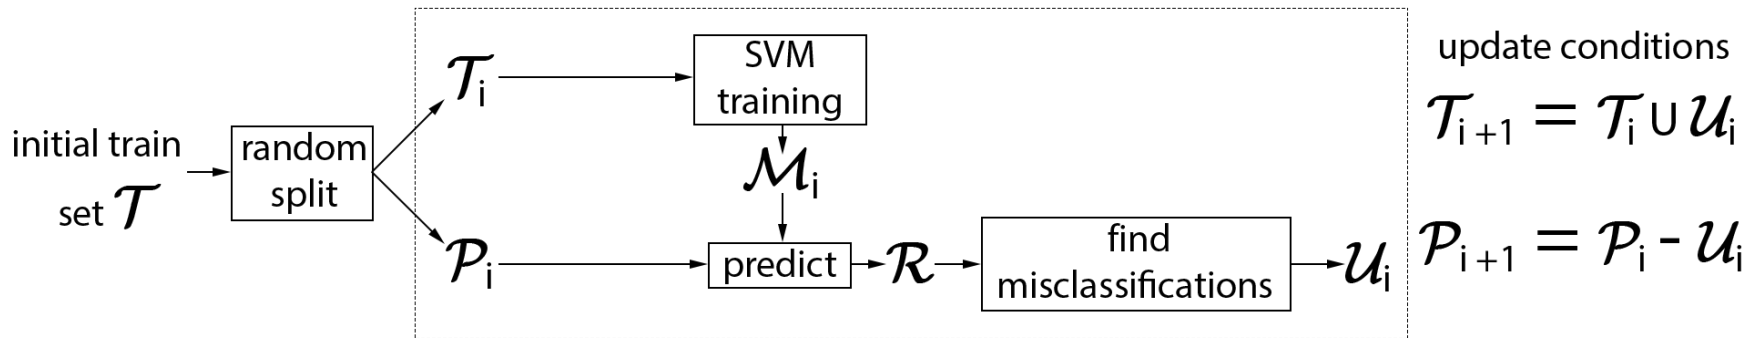 initial train
set 𝒯
random
split
𝒯i
𝒫i
SVM
training
ℳi
predict
ℛ
find
misclassifications
𝒰i
update conditions
𝒯i+1 = 𝒯i ∪ 𝒰i
𝒫i+1 = 𝒫i - 𝒰i